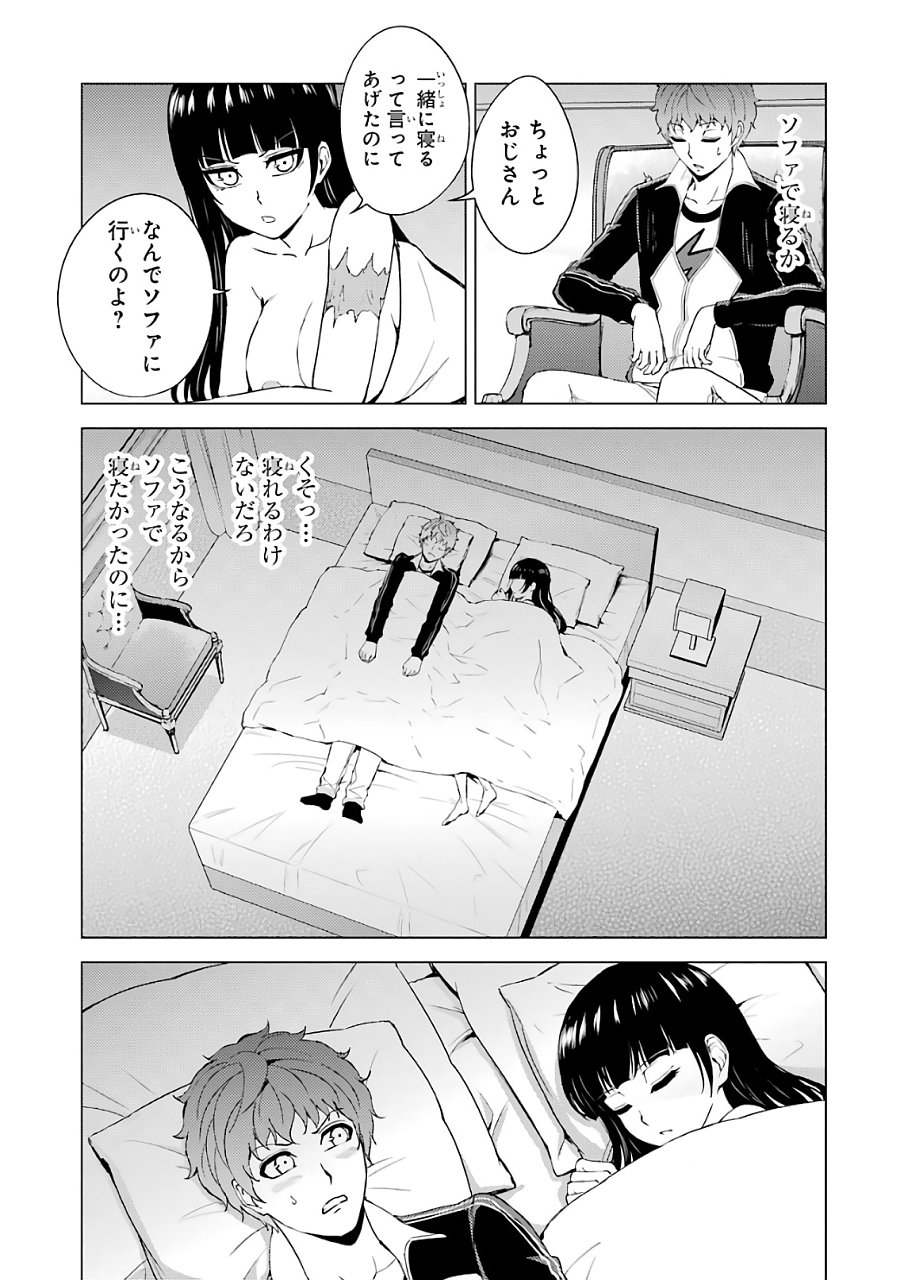 ソファで寝るか
ちょっと
おじさん
一緒に寝る
って言って
あげたのに
なんでソファに
行くのよ？
くそっ…
寝れるわけ
ないだろ
こうなるから
ソファで
寝たかったのに…